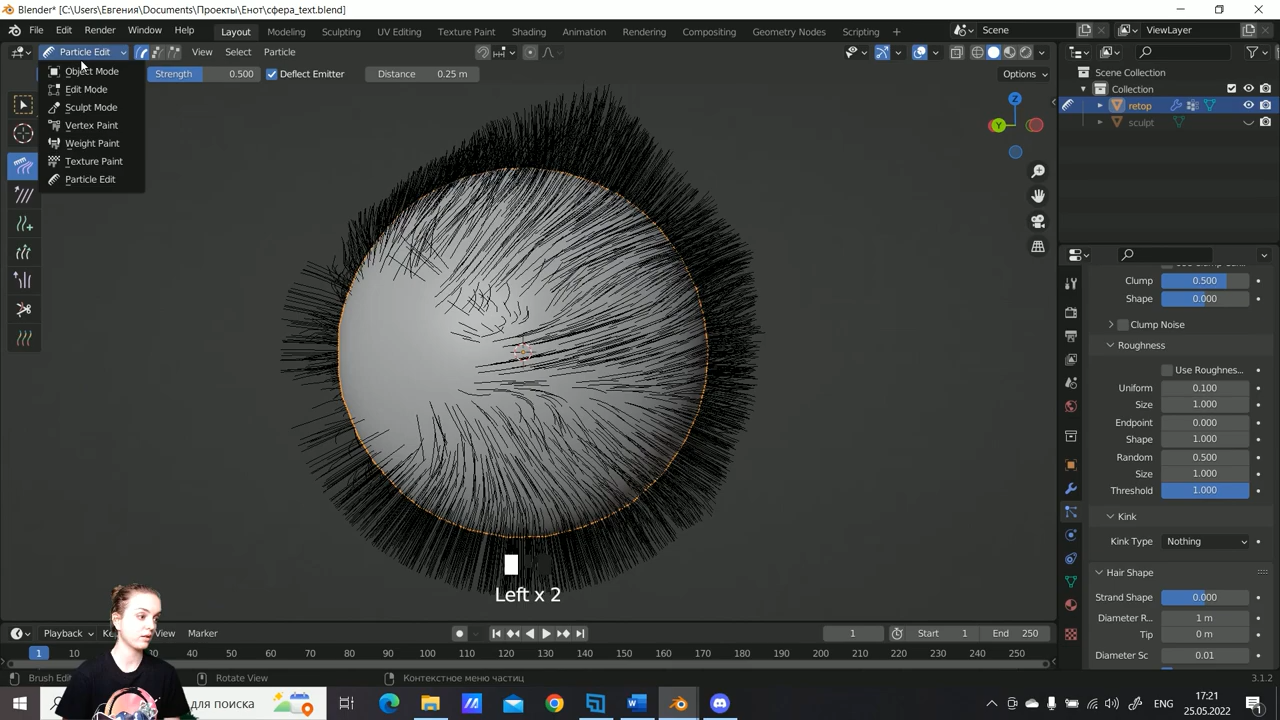 Blender* [C:\Users\Евгения\Documents\Проекты\Енот\сфера_text.blend]
File Edit Render Window Help Layout Modeling Sculpting UV Editing Texture Paint Shading Animation Rendering Compositing Geometry Nodes Scripting + Scene ViewLayer
Particle Edit View Select Particle
Strength 0.500 Deflect Emitter Distance 0.25 m Options
Object Mode
Edit Mode
Sculpt Mode
Vertex Paint
Weight Paint
Texture Paint
Particle Edit
Z
Y
Scene Collection
Collection
retop
sculpt
Clump 0.500
Shape 0.000
Clump Noise
Roughness
Use Roughnes...
Uniform 0.100
Size 1.000
Endpoint 0.000
Shape 1.000
Random 0.500
Size 1.000
Threshold 1.000
Kink
Kink Type Nothing
Hair Shape
Strand Shape 0.000
Diameter R... 1 m
Tip 0 m
Diameter Sc 0.01
Left x 2
Playback View Marker 1 Start 1 End 250
1 10 30 40 50 60 70 80 90 100 110 120 130 140 150 160 170 180 190 200 210 220 230 240 250
Brush Edit Rotate View Контекстное меню частиц 3.1.2
для поиска
ENG
17:21
25.05.2022